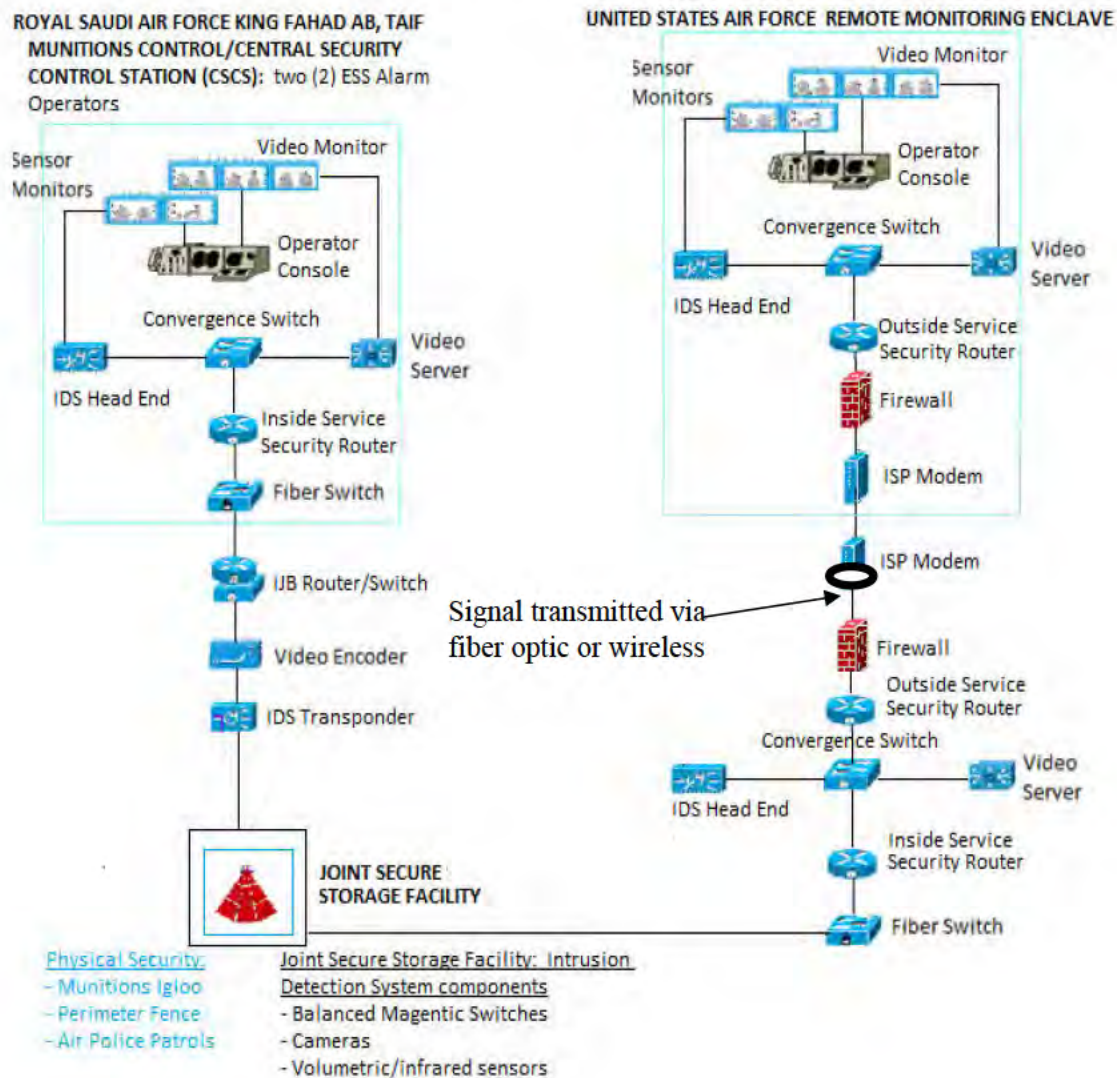 ROYAL SAUDI AIR FORCE KING FAHAD AB, TAIF
MUNITIONS CONTROL/CENTRAL SECURITY
CONTROL STATION (CSCS): two (2) ESS Alarm
Operators
Sensor
Monitors
Video Monitor
Operator
Console
Convergence Switch
IDS Head End
Video
Server
Inside Service
Security Router
Fiber Switch
IJB Router/Switch
Video Encoder
IDS Transponder
JOINT SECURE
STORAGE FACILITY
Physical Security:
- Munitions Igloo
- Perimeter Fence
- Air Police Patrols
Joint Secure Storage Facility: Intrusion
Detection System components
- Balanced Magentic Switches
- Cameras
- Volumetric/infrared sensors
UNITED STATES AIR FORCE REMOTE MONITORING ENCLAVE
Sensor
Monitors
Video Monitor
Operator
Console
Convergence Switch
IDS Head End
Video
Server
Outside Service
Security Router
Firewall
ISP Modem
ISP Modem
Signal transmitted via
fiber optic or wireless
Firewall
Outside Service
Security Router
Convergence Switch
IDS Head End
Video
Server
Inside Service
Security Router
Fiber Switch